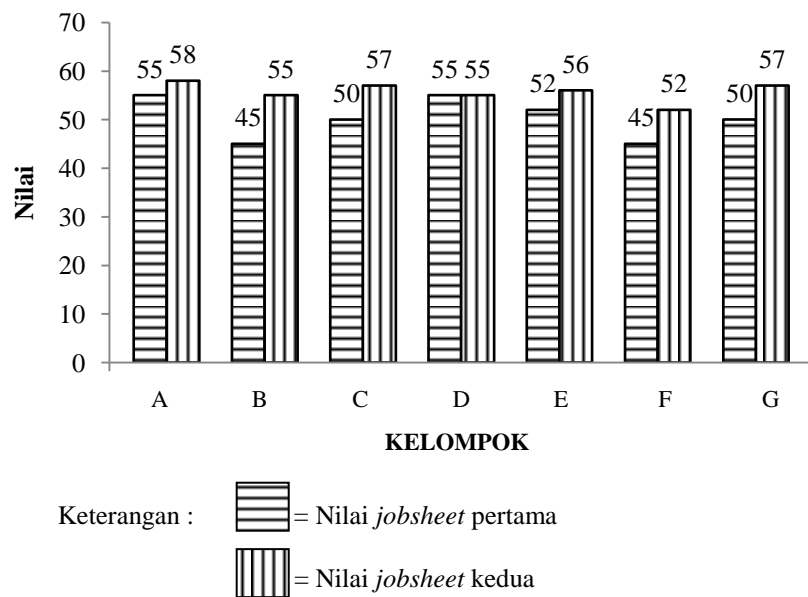 70
60
50
40
30
20
10
0
Nilai
55 58
45 55
50 57
55 55
52 56
45 52
50 57
A B C D E F G
KELOMPOK
Keterangan :
= Nilai jobsheet pertama
= Nilai jobsheet kedua